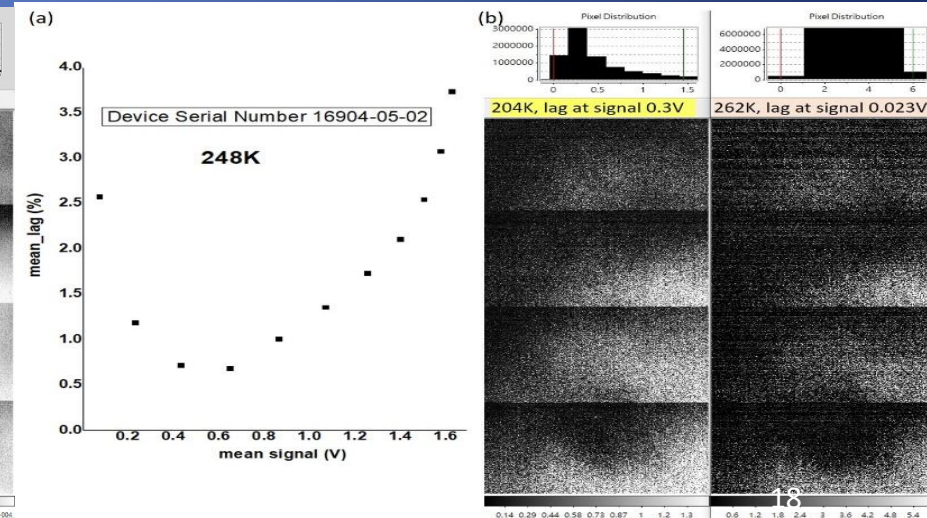 (a)
4.0
3.5
3.0
2.5
2.0
1.5
1.0
0.5
0.0
mean_lag (%)
Device Serial Number 16904-05-02
248K
0.2 0.4 0.6 0.8 1.0 1.2 1.4 1.6
mean signal (V)
(b)
Pixel Distribution
3000000
2000000
1000000
0
0 0.5 1 1.5
204K, lag at signal 0.3V
0.14 0.29 0.44 0.58 0.73 0.87 1 1.2 1.3
Pixel Distribution
6000000
4000000
2000000
0
0 2 4 6
262K, lag at signal 0.023V
0.6 1.2 1.8 2.4 3 3.6 4.2 4.8 5.4
18